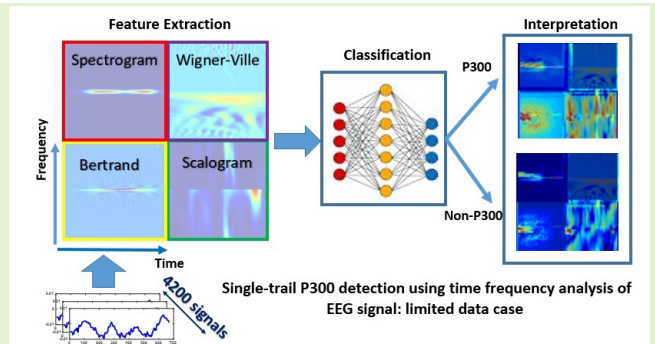 Feature Extraction
Interpretation
Classification
Spectrogram
Wigner-Ville
P300
Bertrand
Scalogram
Frequency
Non-P300
Time
4200 signals
Single-trail P300 detection using time frequency analysis of
EEG signal: limited data case